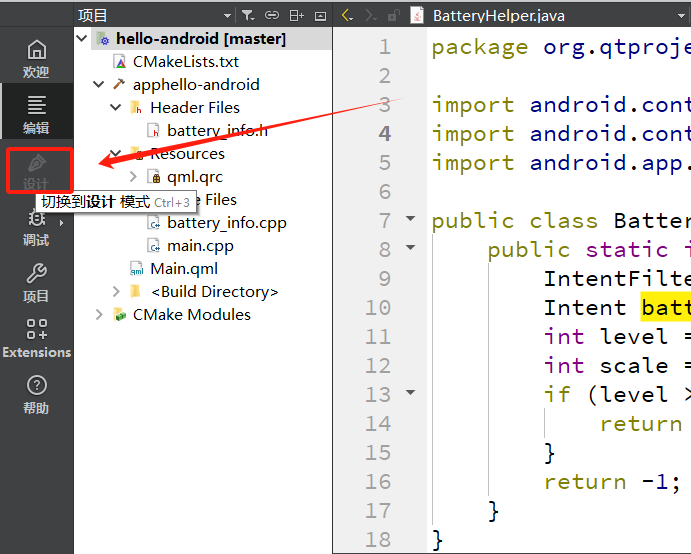 项目
BatteryHelper.java
欢迎
编辑
设计
切换到设计 模式 Ctrl+3
调试
项目
Extensions
帮助
hello-android [master]
CMakeLists.txt
apphello-android
Header Files
battery_info.h
Resources
qml.qrc
e Files
battery_info.cpp
main.cpp
Main.qml
<Build Directory>
CMake Modules
1 package org.qtproje
2
3 import android.cont
4 import android.cont
5 import android.app.
6
7 public class Batter
8 public static i
9 IntentFilte
10 Intent batt
11 int level =
12 int scale =
13 if (level >
14 return
15 }
16 return -1;
17 }
18 }